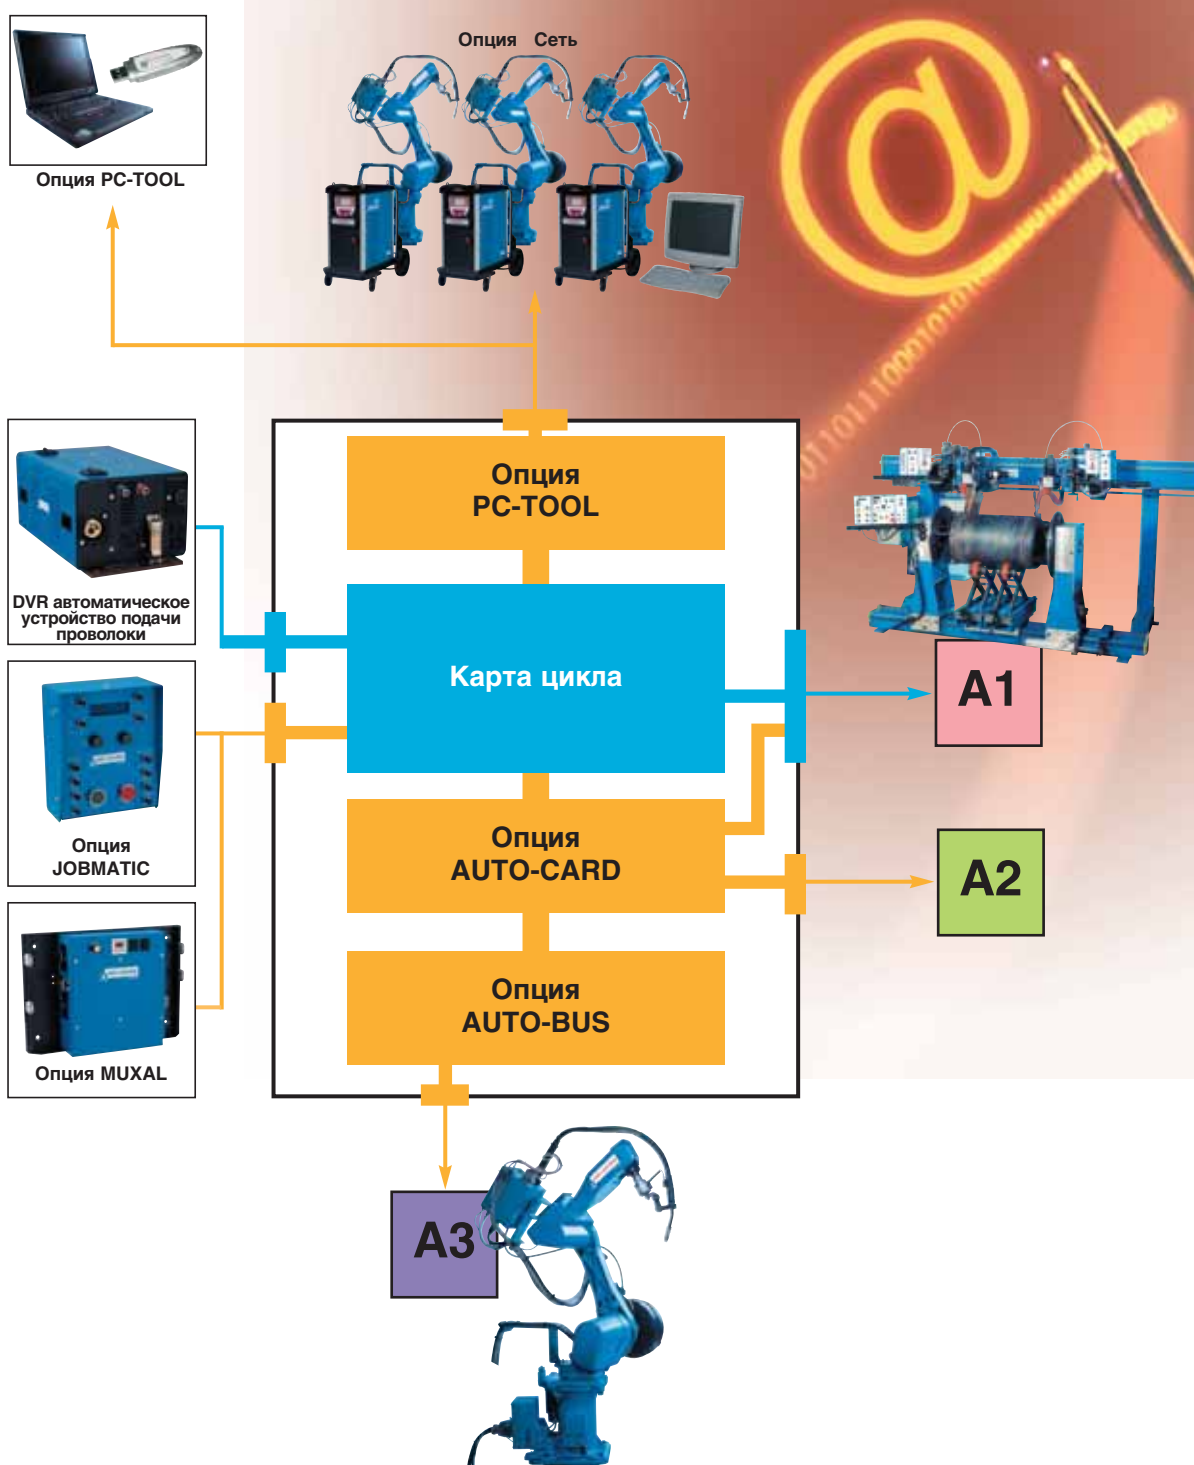 Опция Сеть
Опция PC-TOOL
@
01101011100010101010010101001
Опция
PC-TOOL
DVR автоматическое
устройство подачи
проволоки
Карта цикла
A1
Опция
JOBMATIC
Опция
AUTO-CARD
A2
Опция
AUTO-BUS
Опция MUXAL
A3